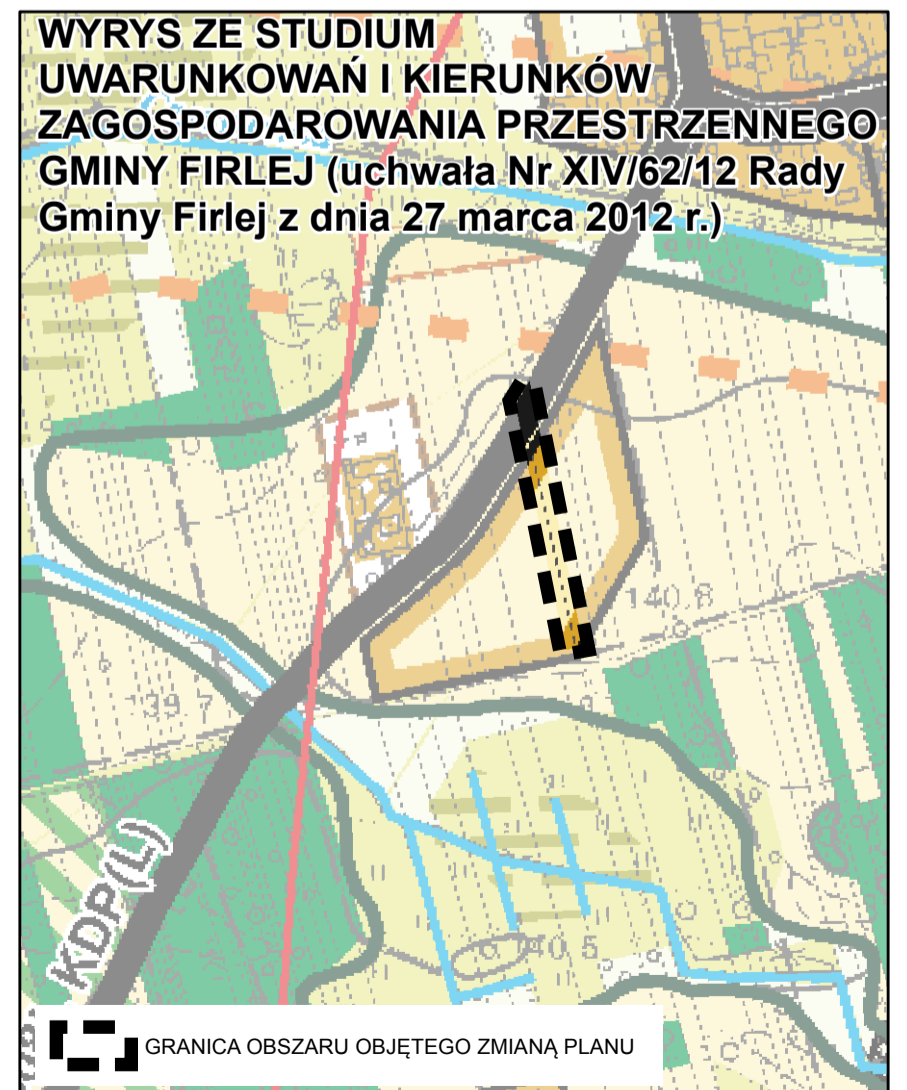 WYRYS ZE STUDIUM
UWARUNKOWAŃ I KIERUNKÓW
ZAGOSPODAROWANIA PRZESTRZENNEGO
GMINY FIRLEJ (uchwała Nr XIV/62/12 Rady
Gminy Firlej z dnia 27 marca 2012 r.)
140.8
139.7
KDP(L)
140.5
GRANICA OBSZARU OBJĘTEGO ZMIANĄ PLANU